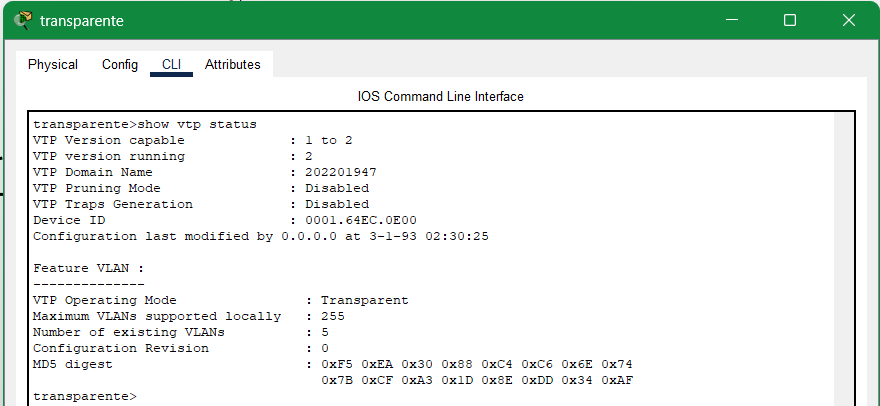 transparente
Physical Config CLI Attributes
IOS Command Line Interface
transparente>show vtp status
VTP Version capable : 1 to 2
VTP version running : 2
VTP Domain Name : 202201947
VTP Pruning Mode : Disabled
VTP Traps Generation : Disabled
Device ID : 0001.64EC.0E00
Configuration last modified by 0.0.0.0 at 3-1-93 02:30:25
Feature VLAN :
--------------
VTP Operating Mode : Transparent
Maximum VLANs supported locally : 255
Number of existing VLANs : 5
Configuration Revision : 0
MD5 digest : 0xF5 0xEA 0x30 0x88 0xC4 0xC6 0x6E 0x74
0x7B 0xCF 0xA3 0x1D 0x8E 0xDD 0x34 0xAF
transparente>